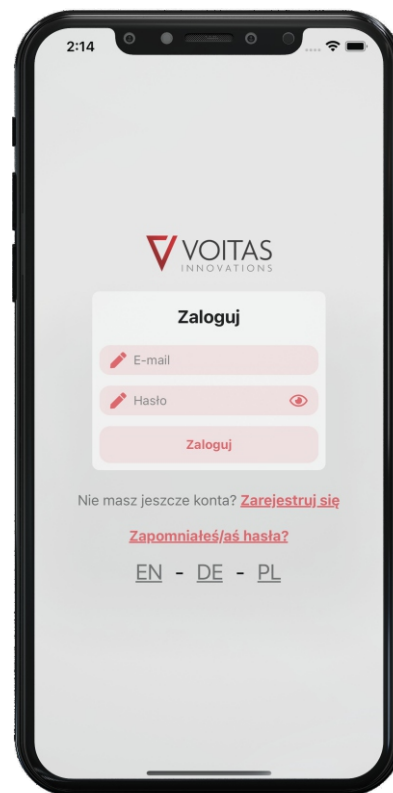 2:14
VOITAS
INNOVATIONS
Zaloguj
E-mail
Hasło
Zaloguj
Nie masz jeszcze konta? Zarejestruj się
Zapomniałeś/aś hasła?
EN - DE - PL